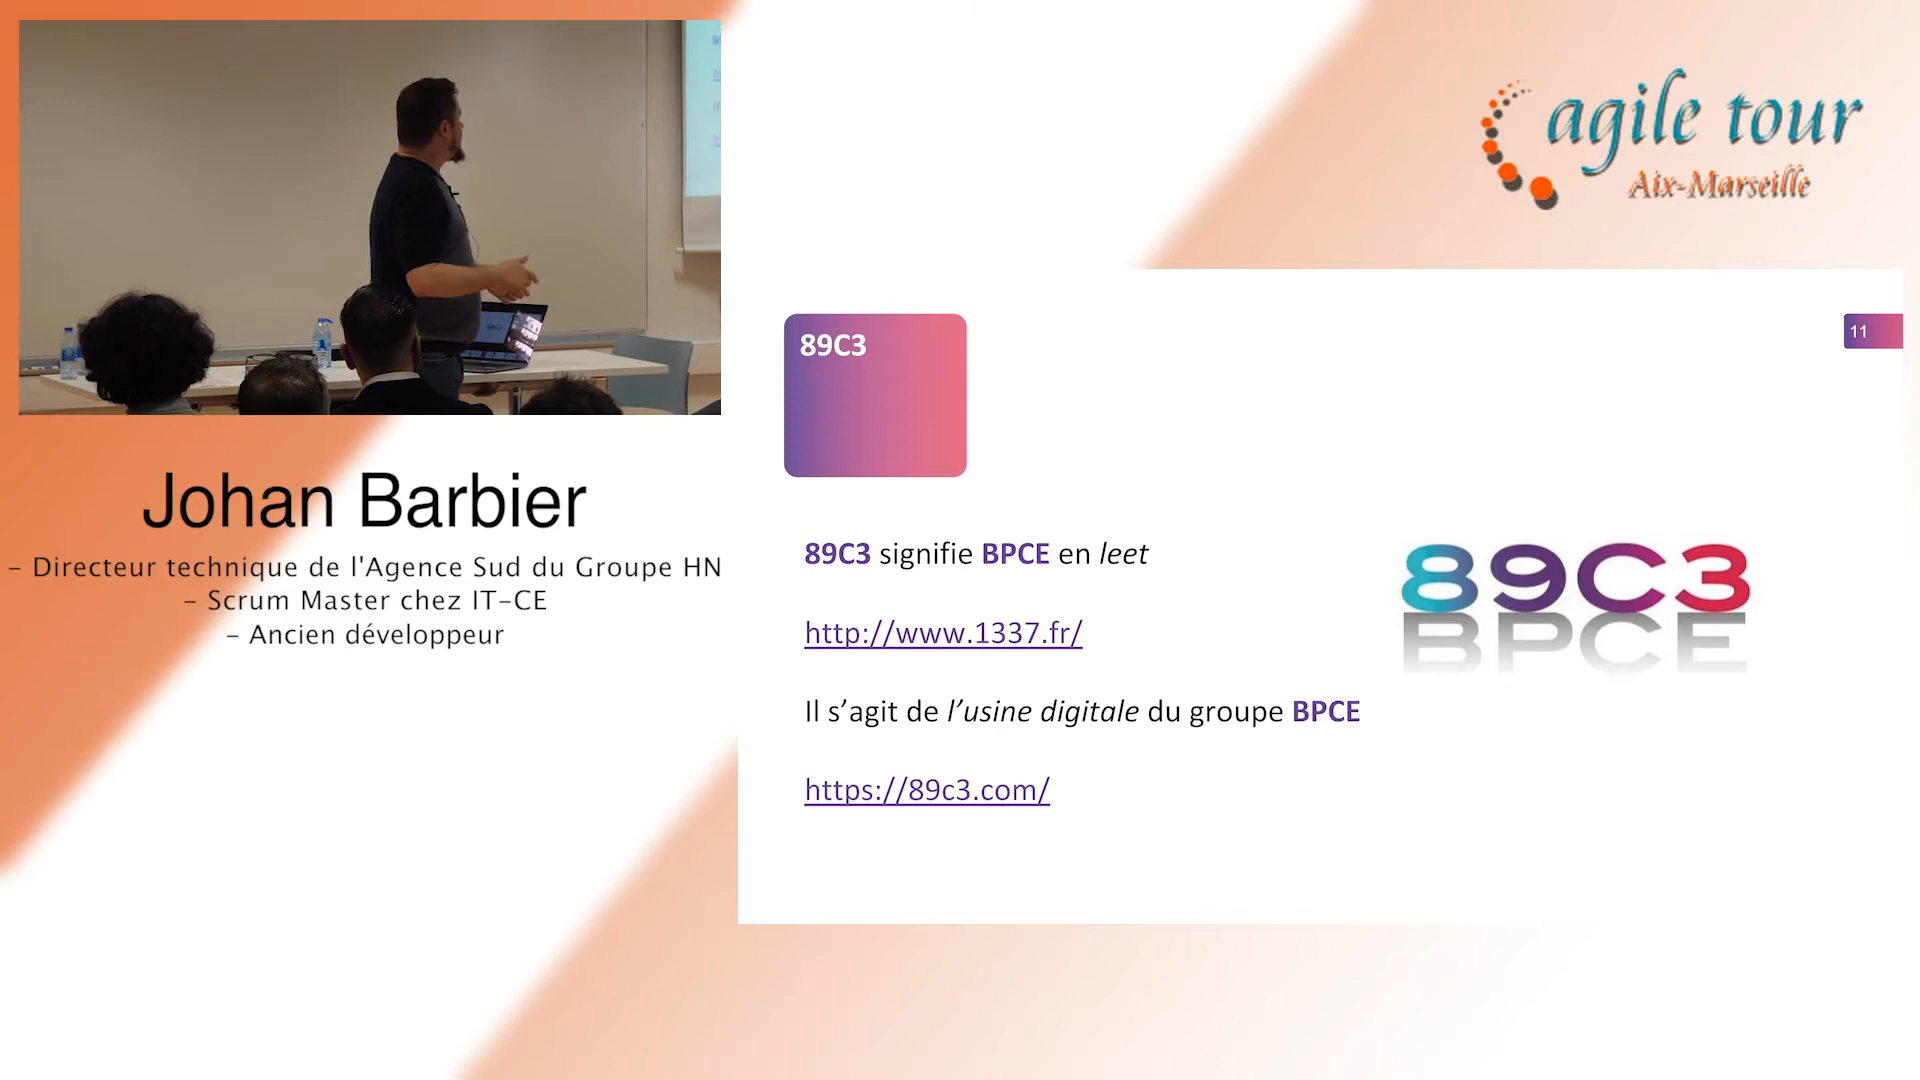 agile tour
Aix-Marseille
89C3
11
Johan Barbier
- Directeur technique de l'Agence Sud du Groupe HN
- Scrum Master chez IT-CE
- Ancien développeur
89C3 signifie BPCE en leet
http://www.1337.fr/
Il s’agit de l’usine digitale du groupe BPCE
https://89c3.com/
89C3
BPCE